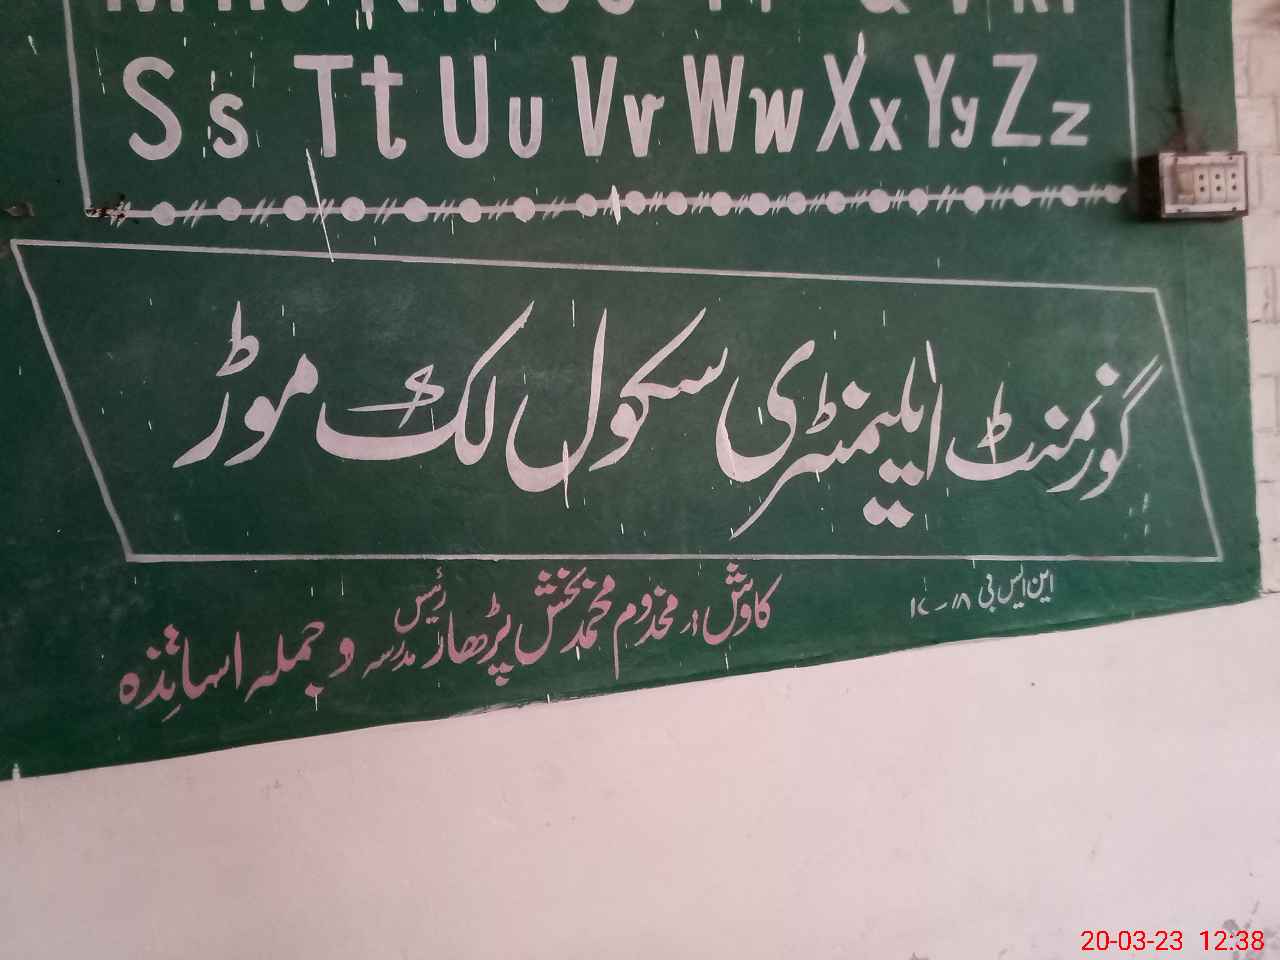 Ss Tt Uu Vv Ww Xx Yy Zz
گورنمنٹ ایلیمنٹری سکول لک موڑ
این ایس بی ۱۸-۱۷
کاوش از مخدوم محمد بخش پڑھار رئیس مدرسہ و جملہ اساتذہ
20-03-23 12:38